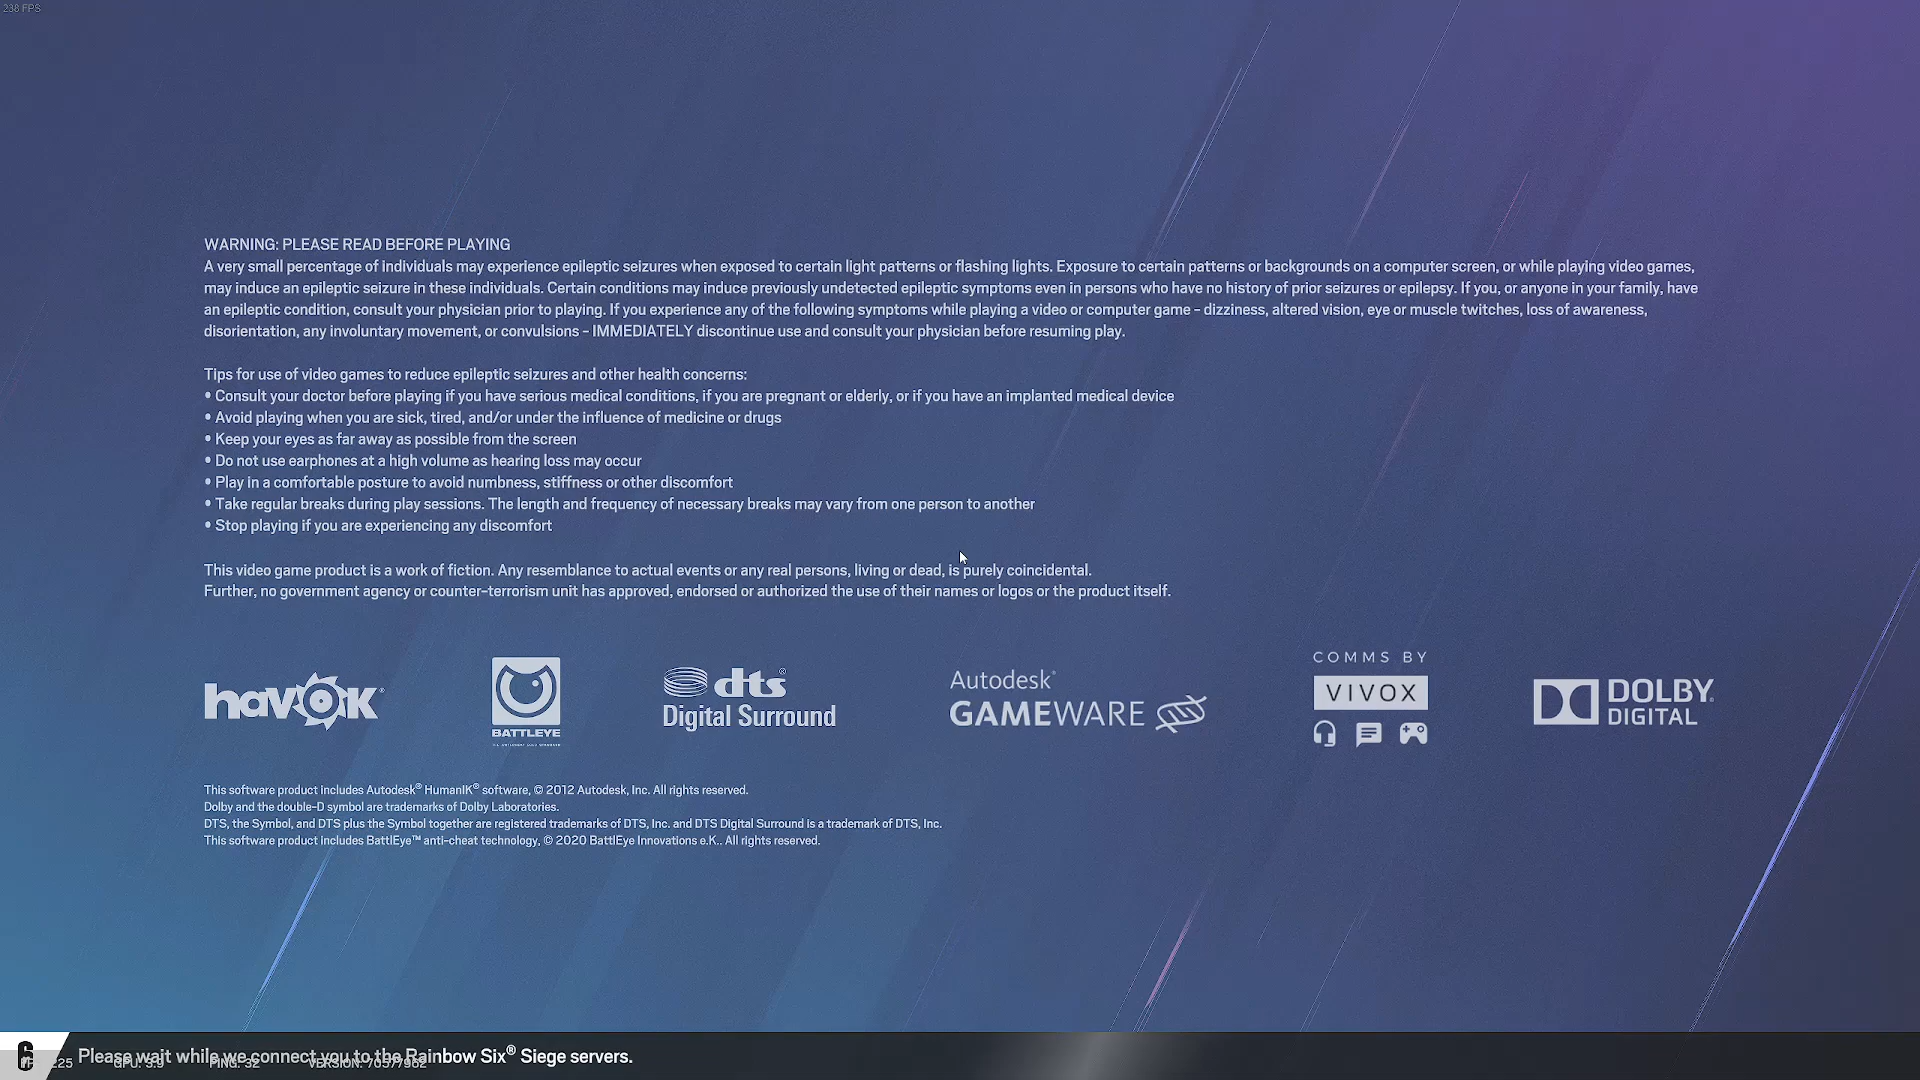 238 FPS
WARNING: PLEASE READ BEFORE PLAYING
A very small percentage of individuals may experience epileptic seizures when exposed to certain light patterns or flashing lights. Exposure to certain patterns or backgrounds on a computer screen, or while playing video games,
may induce an epileptic seizure in these individuals. Certain conditions may induce previously undetected epileptic symptoms even in persons who have no history of prior seizures or epilepsy. If you, or anyone in your family, have
an epileptic condition, consult your physician prior to playing. If you experience any of the following symptoms while playing a video or computer game - dizziness, altered vision, eye or muscle twitches, loss of awareness,
disorientation, any involuntary movement, or convulsions - IMMEDIATELY discontinue use and consult your physician before resuming play.
Tips for use of video games to reduce epileptic seizures and other health concerns:
• Consult your doctor before playing if you have serious medical conditions, if you are pregnant or elderly, or if you have an implanted medical device
• Avoid playing when you are sick, tired, and/or under the influence of medicine or drugs
• Keep your eyes as far away as possible from the screen
• Do not use earphones at a high volume as hearing loss may occur
• Play in a comfortable posture to avoid numbness, stiffness or other discomfort
• Take regular breaks during play sessions. The length and frequency of necessary breaks may vary from one person to another
• Stop playing if you are experiencing any discomfort
This video game product is a work of fiction. Any resemblance to actual events or any real persons, living or dead, is purely coincidental.
Further, no government agency or counter-terrorism unit has approved, endorsed or authorized the use of their names or logos or the product itself.
havok®
BATTLEYE
dts®
Digital Surround
Autodesk®
GAMEWARE
COMMS BY
VIVOX
DOLBY®
DIGITAL
This software product includes Autodesk® HumanIK® software, © 2012 Autodesk, Inc. All rights reserved.
Dolby and the double-D symbol are trademarks of Dolby Laboratories.
DTS, the Symbol, and DTS plus the Symbol together are registered trademarks of DTS, Inc. and DTS Digital Surround is a trademark of DTS, Inc.
This software product includes BattlEye™ anti-cheat technology, © 2020 BattlEye Innovations e.K.. All rights reserved.
6 Please wait while we connect you to the Rainbow Six® Siege servers.
225 GPU: 3.9 PING: 32 VERSION: 70577962